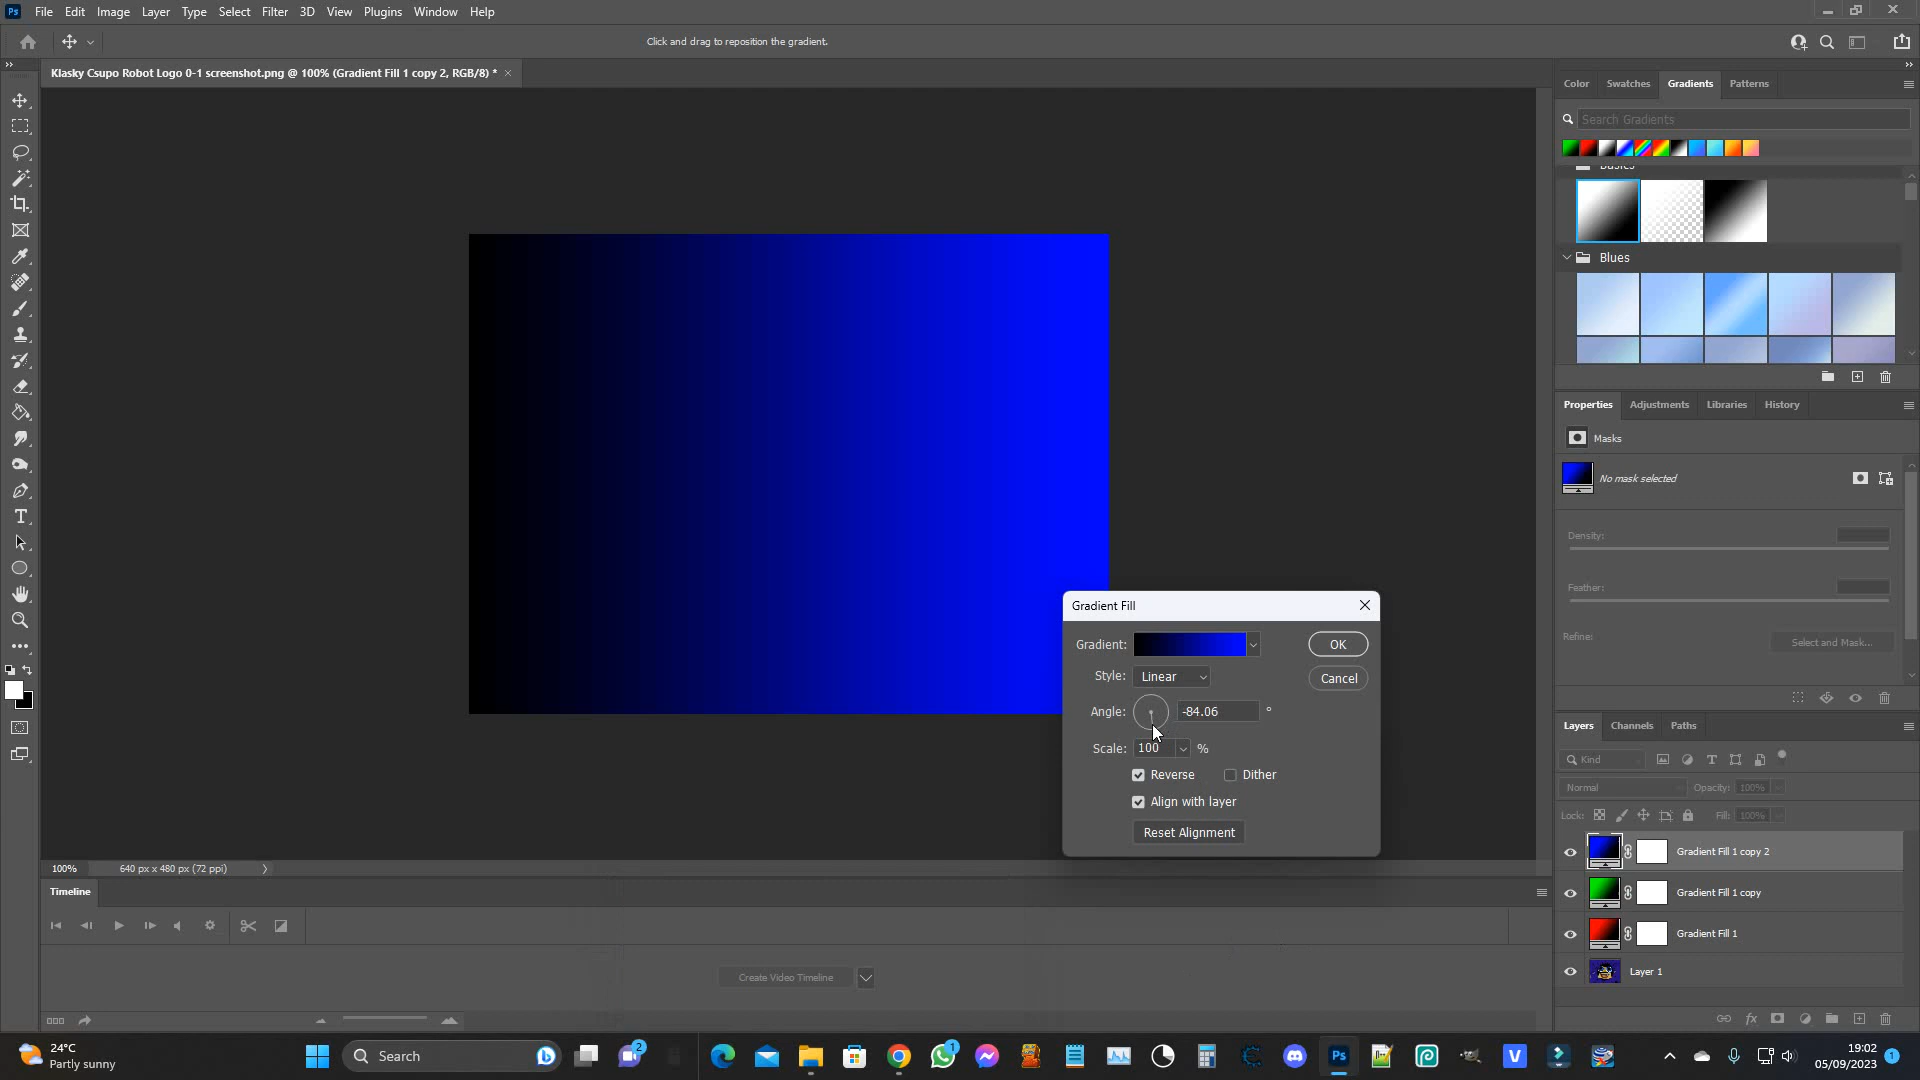 Ps File Edit Image Layer Type Select Filter 3D View Plugins Window Help
Click and drag to reposition the gradient.
Klasky Csupo Robot Logo 0-1 screenshot.png @ 100% (Gradient Fill 1 copy 2, RGB/8) *
Color Swatches Gradients Patterns
Search Gradients
Basics
Blues
Properties Adjustments Libraries History
Masks
No mask selected
Density:
Feather:
Refine: Select and Mask...
Gradient Fill
Gradient: OK
Style: Linear Cancel
Angle: -84.06 °
Scale: 100 %
Reverse Dither
Align with layer
Reset Alignment
Layers Channels Paths
Kind
Normal Opacity: 100%
Lock: Fill: 100%
Gradient Fill 1 copy 2
Gradient Fill 1 copy
Gradient Fill 1
Layer 1
100% 640 px x 480 px (72 ppi)
Timeline
Create Video Timeline
24°C
Partly sunny
Search
2
1
Ps
V
19:02
05/09/2023
1